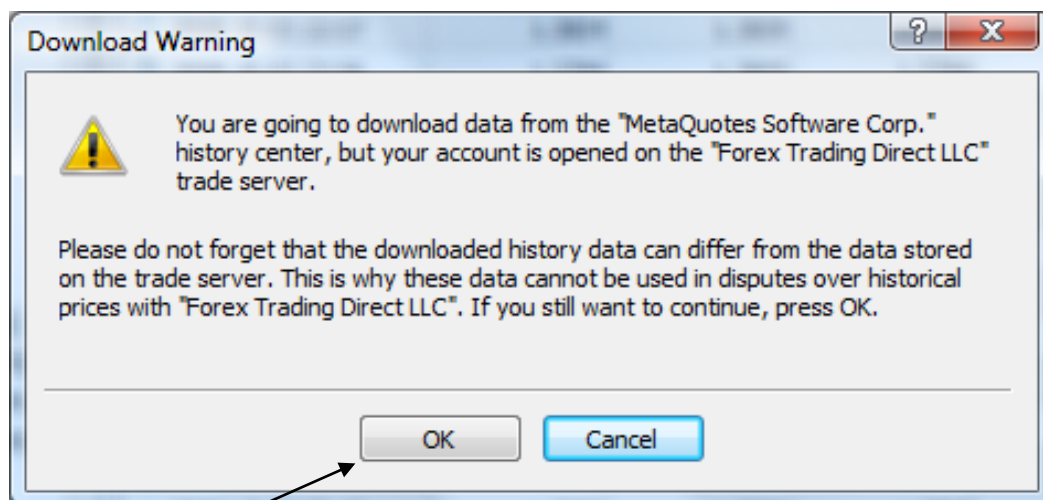 Download Warning
You are going to download data from the "MetaQuotes Software Corp."
history center, but your account is opened on the "Forex Trading Direct LLC"
trade server.
Please do not forget that the downloaded history data can differ from the data stored
on the trade server. This is why these data cannot be used in disputes over historical
prices with "Forex Trading Direct LLC". If you still want to continue, press OK.
OK Cancel